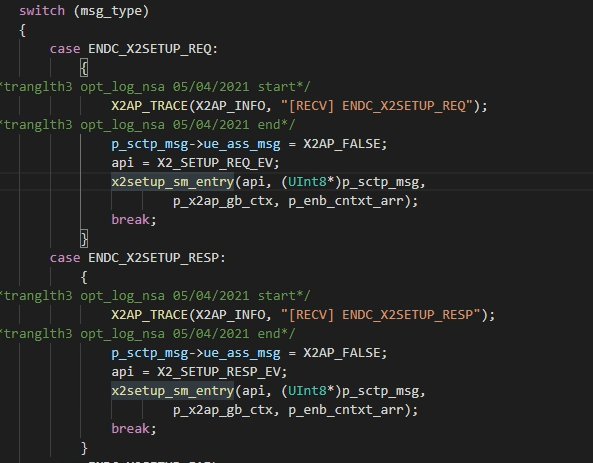 switch (msg_type)
{
case ENDC_X2SETUP_REQ:
{
*tranglth3 opt_log_nsa 05/04/2021 start*/
X2AP_TRACE(X2AP_INFO, "[RECV] ENDC_X2SETUP_REQ");
*tranglth3 opt_log_nsa 05/04/2021 end*/
p_sctp_msg->ue_ass_msg = X2AP_FALSE;
api = X2_SETUP_REQ_EV;
x2setup_sm_entry(api, (UInt8*)p_sctp_msg,
p_x2ap_gb_ctx, p_enb_cntxt_arr);
break;
}
case ENDC_X2SETUP_RESP:
{
*tranglth3 opt_log_nsa 05/04/2021 start*/
X2AP_TRACE(X2AP_INFO, "[RECV] ENDC_X2SETUP_RESP");
*tranglth3 opt_log_nsa 05/04/2021 end*/
p_sctp_msg->ue_ass_msg = X2AP_FALSE;
api = X2_SETUP_RESP_EV;
x2setup_sm_entry(api, (UInt8*)p_sctp_msg,
p_x2ap_gb_ctx, p_enb_cntxt_arr);
break;
}